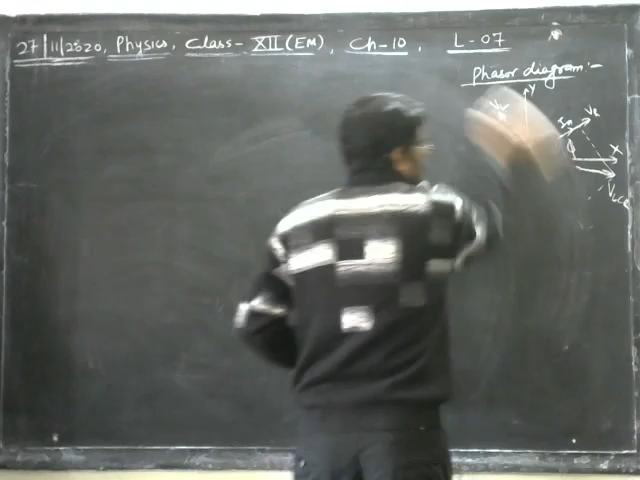 27/11/2020, Physics, Class- XII (EM), Ch-10, L-07
Phasor diagram:-
Y
X